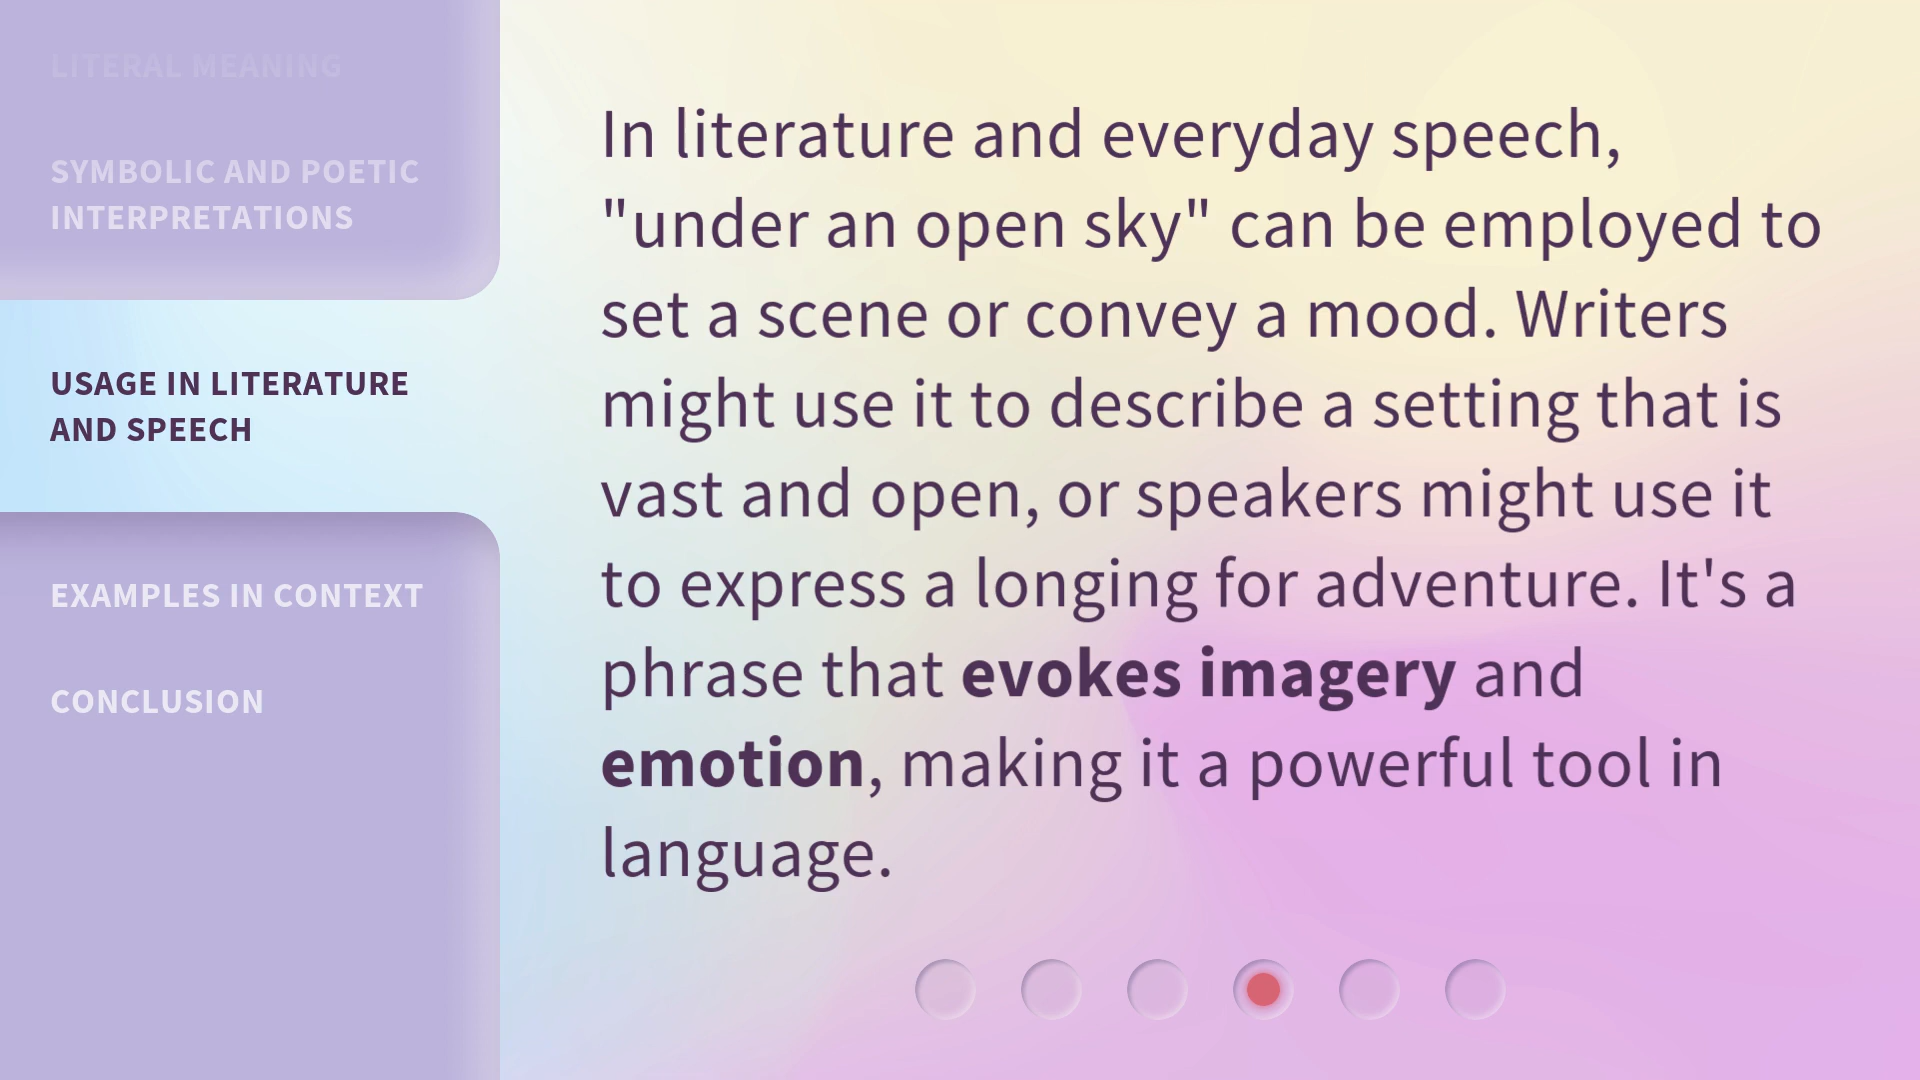 LITERAL MEANING
SYMBOLIC AND POETIC
INTERPRETATIONS
USAGE IN LITERATURE
AND SPEECH
EXAMPLES IN CONTEXT
CONCLUSION
In literature and everyday speech,
"under an open sky" can be employed to
set a scene or convey a mood. Writers
might use it to describe a setting that is
vast and open, or speakers might use it
to express a longing for adventure. It's a
phrase that evokes imagery and
emotion, making it a powerful tool in
language.